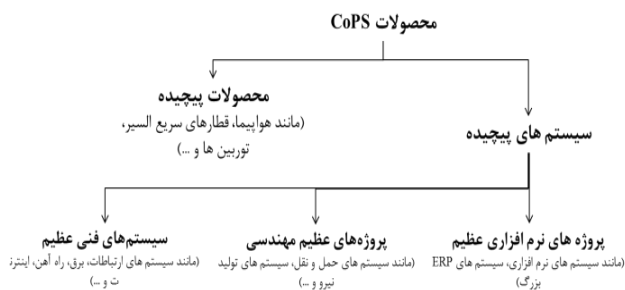 محصولات CoPS
محصولات پیچیده
(مانند هواپیما، قطارهای سریع السیر،
توربین ها و ...)
سیستم های پیچیده
پروژه های نرم افزاری عظیم
(مانند سیستم های نرم افزاری، سیستم های ERP
بزرگ)
پروژه‌های عظیم مهندسی
(مانند سیستم های حمل و نقل، سیستم های تولید
نیرو و ...)
سیستم‌های فنی عظیم
(مانند سیستم های ارتباطات، برق، راه آهن، اینترن
ت و ...)